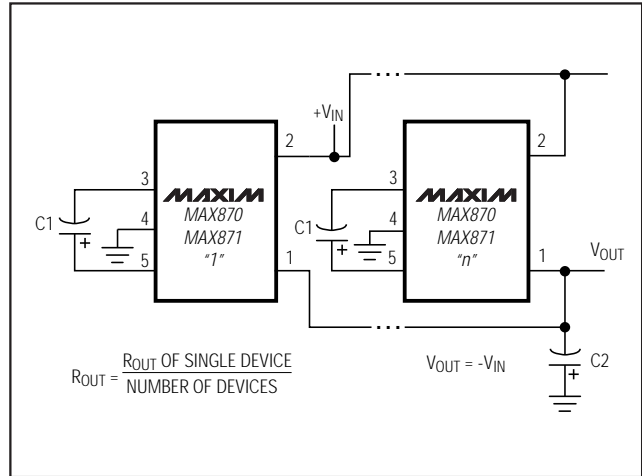 ...
+VIN
2
2
3
MAXIM
MAX870
MAX871
"1"
C1
+
4
5
1
3
MAXIM
MAX870
MAX871
"n"
C1
+
4
5
1
VOUT
...
ROUT = ROUT OF SINGLE DEVICE
NUMBER OF DEVICES
VOUT = -VIN
C2
+